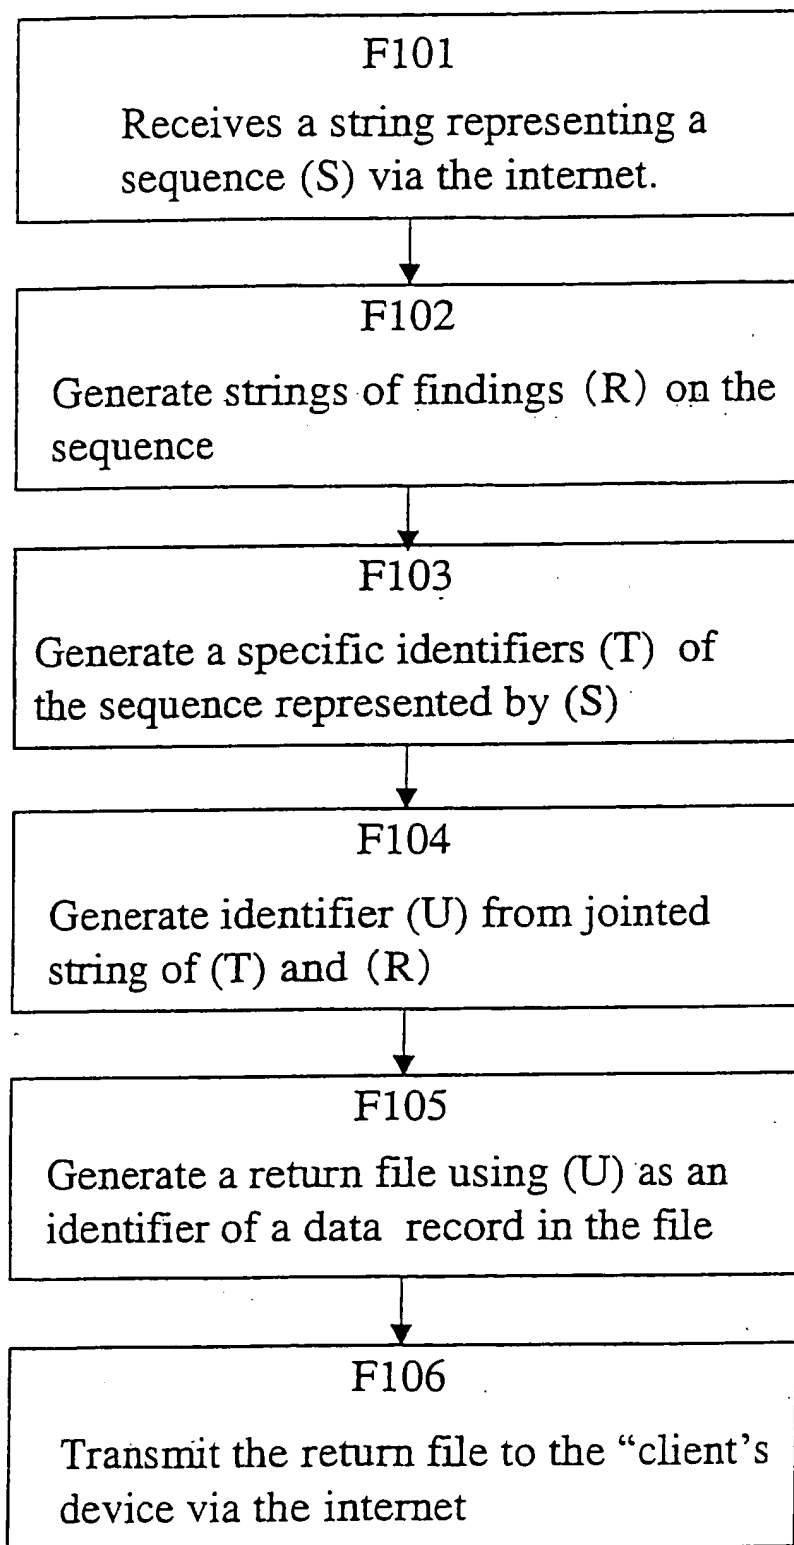 F101
Receives a string representing a
sequence (S) via the internet.
F102
Generate strings of findings (R) on the
sequence
F103
Generate a specific identifiers (T) of
the sequence represented by (S)
F104
Generate identifier (U) from jointed
string of (T) and (R)
F105
Generate a return file using (U) as an
identifier of a data record in the file
F106
Transmit the return file to the “client's
device via the internet